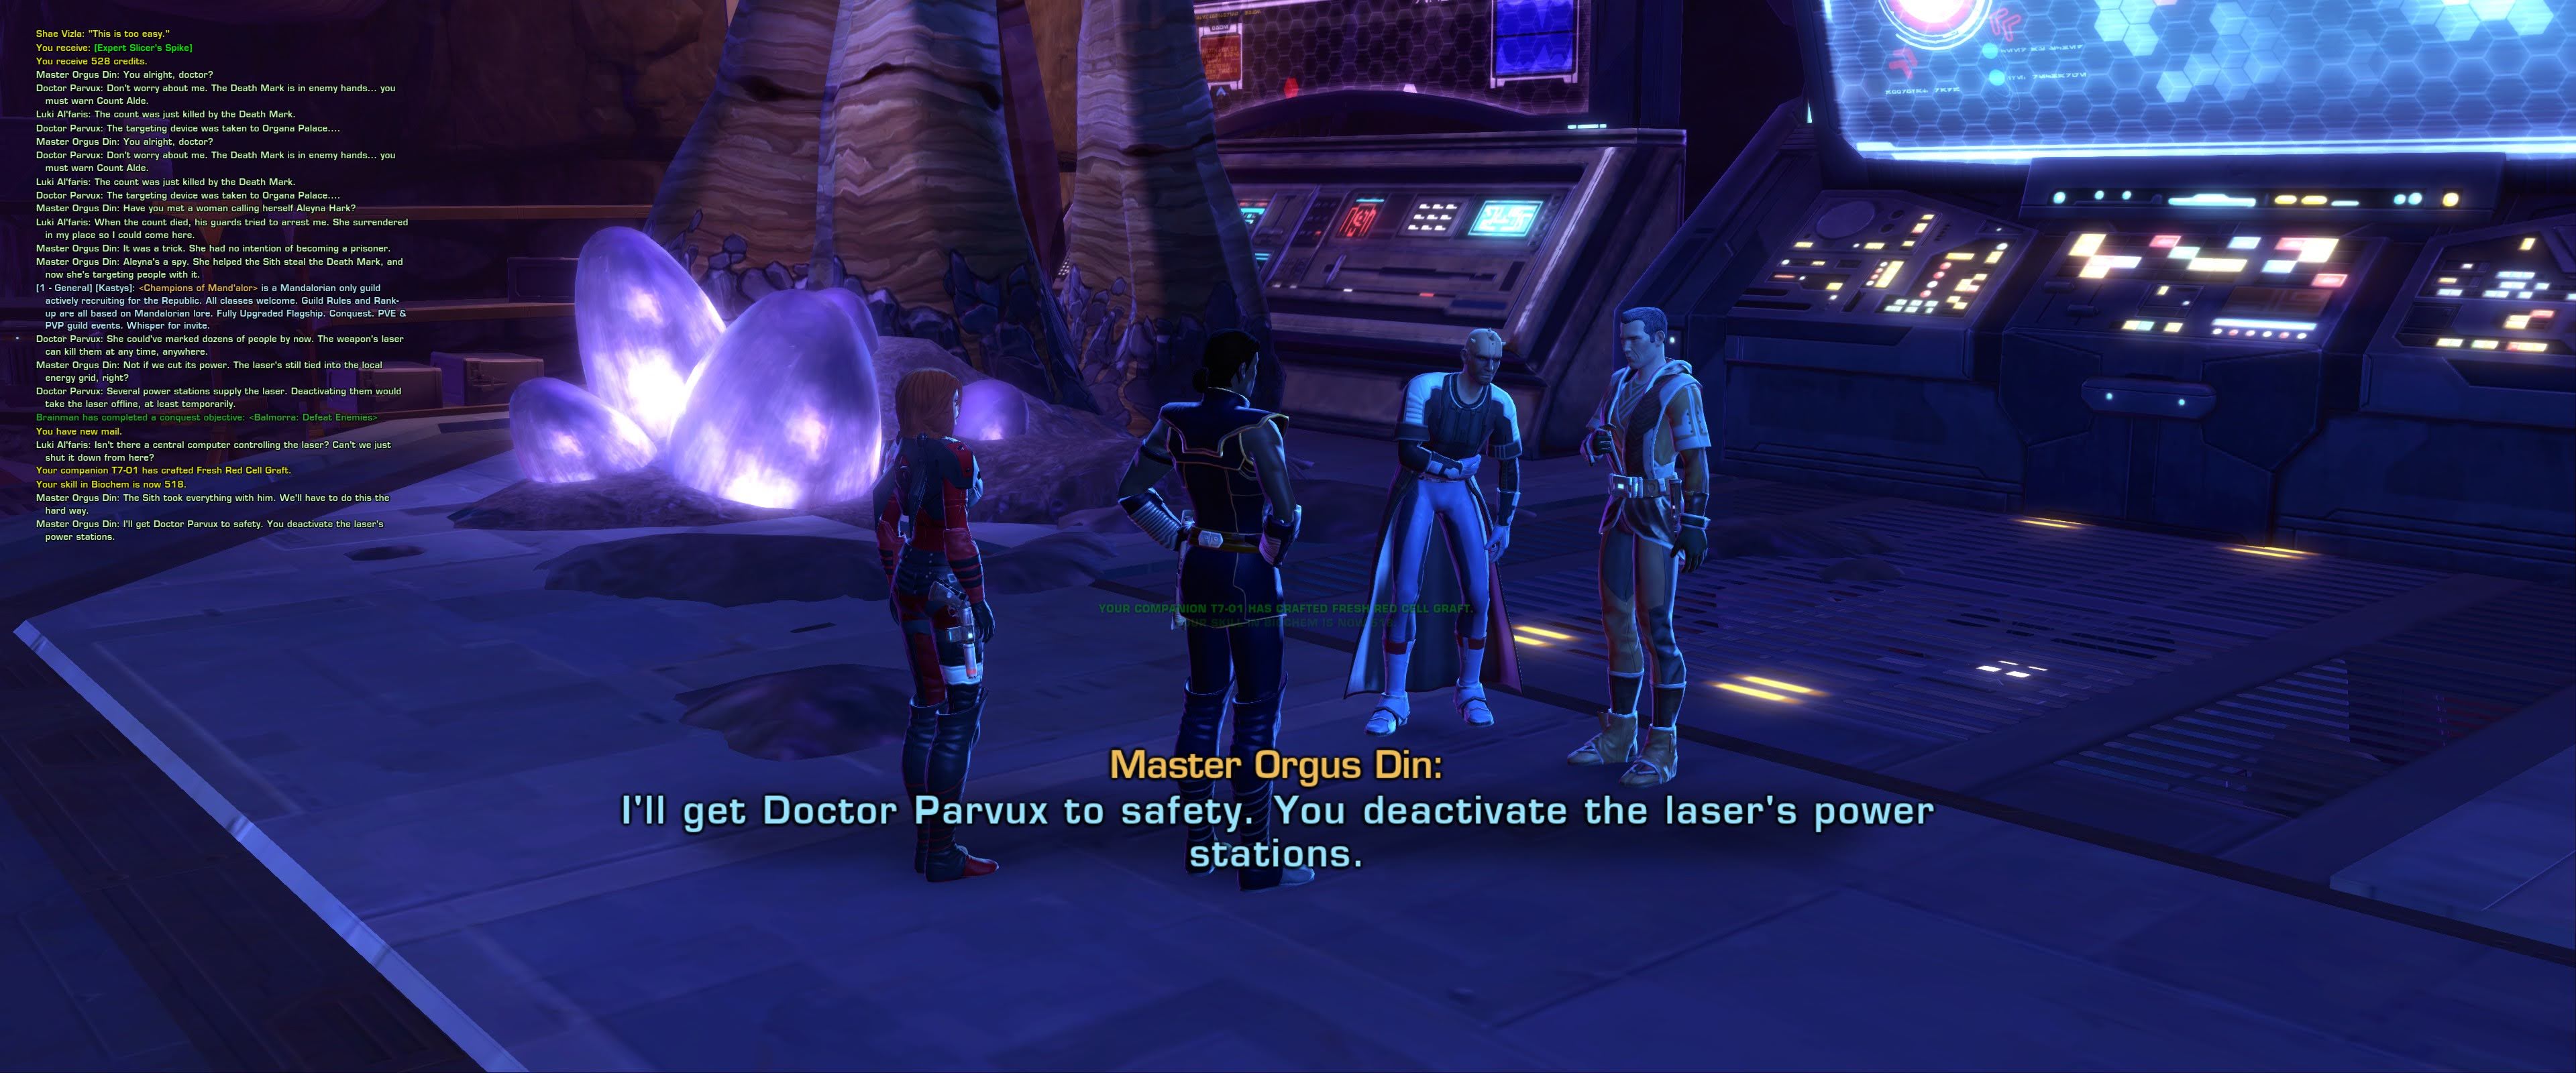 Shae Vizla: "This is too easy."
You receive: [Expert Slicer's Spike]
You receive 528 credits.
Master Orgus Din: You alright, doctor?
Doctor Parvux: Don't worry about me. The Death Mark is in enemy hands... you
must warn Count Alde.
Luki Al'faris: The count was just killed by the Death Mark.
Doctor Parvux: The targeting device was taken to Organa Palace....
Master Orgus Din: You alright, doctor?
Doctor Parvux: Don't worry about me. The Death Mark is in enemy hands... you
must warn Count Alde.
Luki Al'faris: The count was just killed by the Death Mark.
Doctor Parvux: The targeting device was taken to Organa Palace....
Master Orgus Din: Have you met a woman calling herself Aleyna Hark?
Luki Al'faris: When the count died, his guards tried to arrest me. She surrendered
in my place so I could come here.
Master Orgus Din: It was a trick. She had no intention of becoming a prisoner.
Master Orgus Din: Aleyna's a spy. She helped the Sith steal the Death Mark, and
now she's targeting people with it.
[1 - General] [Kastys]: <Champions of Mand'alor> is a Mandalorian only guild
actively recruiting for the Republic. All classes welcome. Guild Rules and Rank-
up are all based on Mandalorian lore. Fully Upgraded Flagship. Conquest. PVE &
PVP guild events. Whisper for invite.
Doctor Parvux: She could've marked dozens of people by now. The weapon's laser
can kill them at any time, anywhere.
Master Orgus Din: Not if we cut its power. The laser's still tied into the local
energy grid, right?
Doctor Parvux: Several power stations supply the laser. Deactivating them would
take the laser offline, at least temporarily.
Brainman has completed a conquest objective: <Balmorra: Defeat Enemies>
You have new mail.
Luki Al'faris: Isn't there a central computer controlling the laser? Can't we just
shut it down from here?
Your companion T7-01 has crafted Fresh Red Cell Graft.
Your skill in Biochem is now 518.
Master Orgus Din: The Sith took everything with him. We'll have to do this the
hard way.
Master Orgus Din: I'll get Doctor Parvux to safety. You deactivate the laser's
power stations.
YOUR COMPANION T7-01 HAS CRAFTED FRESH RED CELL GRAFT.
YOUR SKILL IN BIOCHEM IS NOW 518.
Master Orgus Din:
I'll get Doctor Parvux to safety. You deactivate the laser's power
stations.